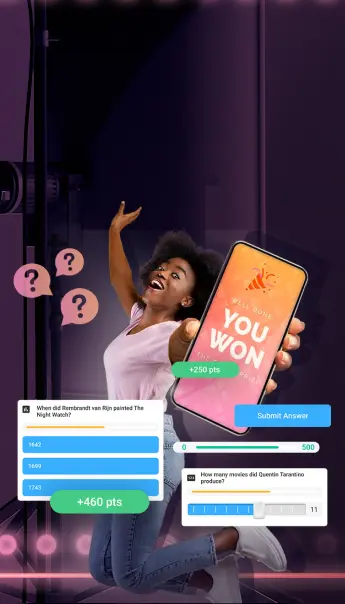 ?
?
?
WELL DONE
YOU
WON
+250 pts
Submit Answer
When did Rembrandt van Rijn painted The
Night Watch?
1642
1699
1743
+460 pts
0
500
How many movies did Quentin Tarantino
produce?
11